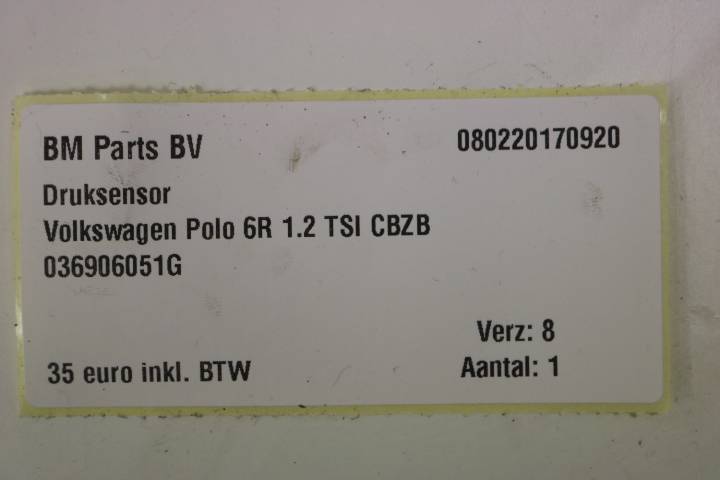 BM Parts BV 080220170920
Druksensor
Volkswagen Polo 6R 1.2 TSI CBZB
036906051G
Verz: 8
35 euro inkl. BTW Aantal: 1